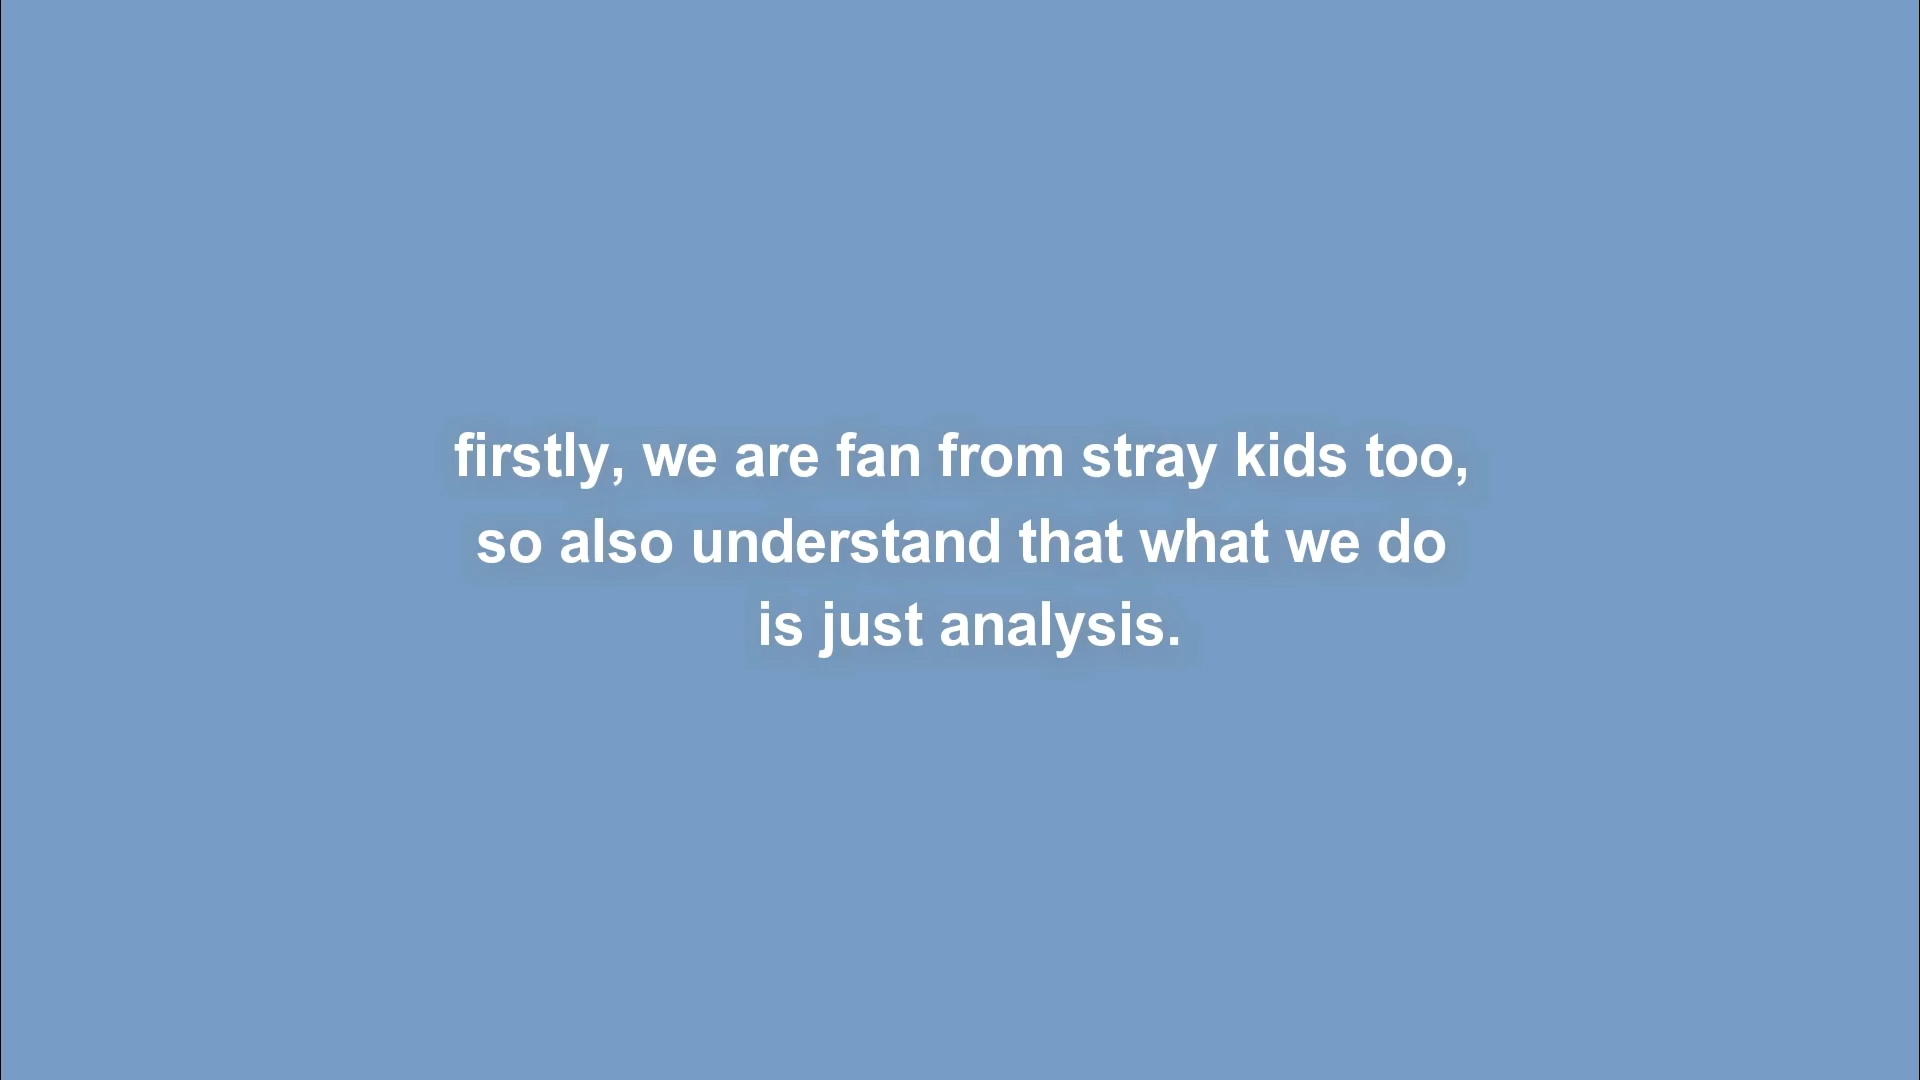 firstly, we are fan from stray kids too,
so also understand that what we do
is just analysis.